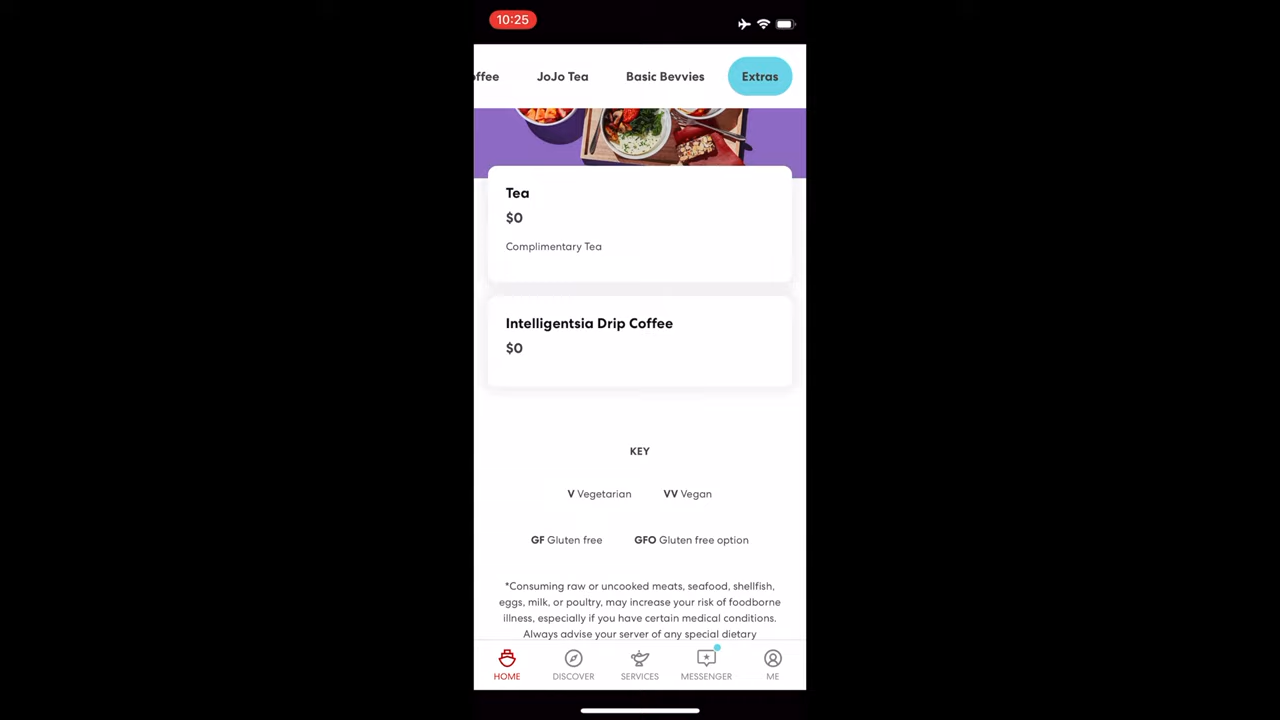 10:25
offee JoJo Tea Basic Bevvies Extras
Tea
$0
Complimentary Tea
Intelligentsia Drip Coffee
$0
KEY
V Vegetarian VV Vegan
GF Gluten free GFO Gluten free option
*Consuming raw or uncooked meats, seafood, shellfish,
eggs, milk, or poultry, may increase your risk of foodborne
illness, especially if you have certain medical conditions.
Always advise your server of any special dietary
HOME DISCOVER SERVICES MESSENGER ME